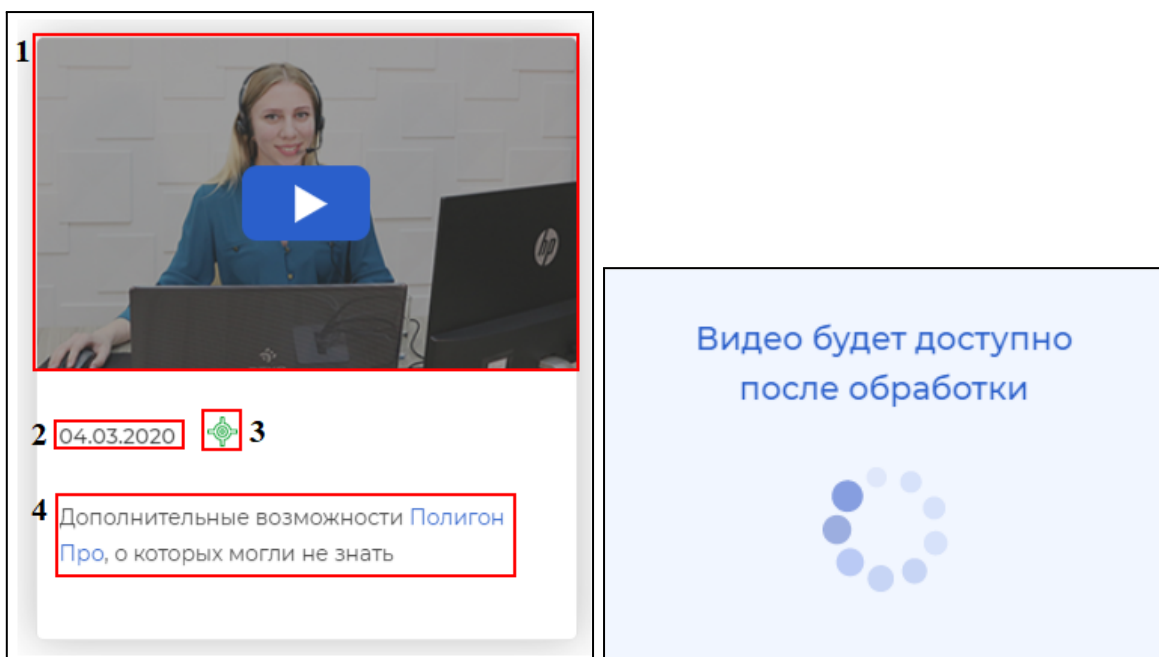 1
hp
2 04.03.2020 3
4 Дополнительные возможности Полигон
Про, о которых могли не знать
Видео будет доступно
после обработки